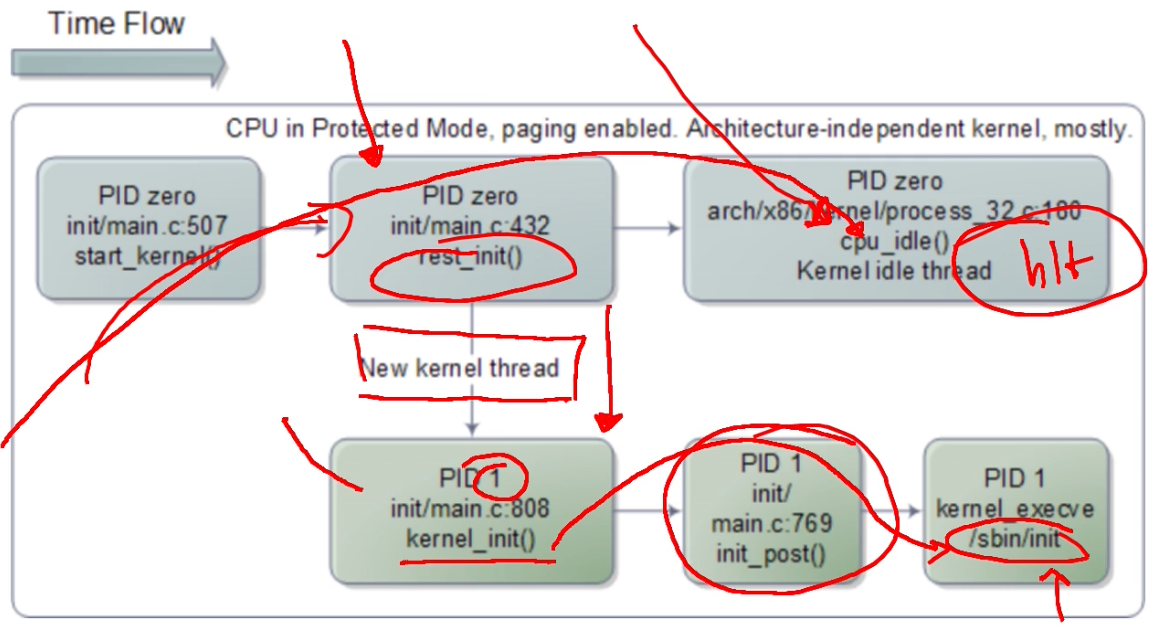 Time Flow
CPU in Protected Mode, paging enabled. Architecture-independent kernel, mostly.
PID zero
init/main.c:507
start_kernel()
PID zero
init/main.c:432
rest_init()
PID zero
arch/x86/kernel/process_32.c:180
cpu_idle()
Kernel idle thread
hlt
New kernel thread
PID 1
init/main.c:808
kernel_init()
PID 1
init/
main.c:769
init_post()
PID 1
kernel_execve
/sbin/init